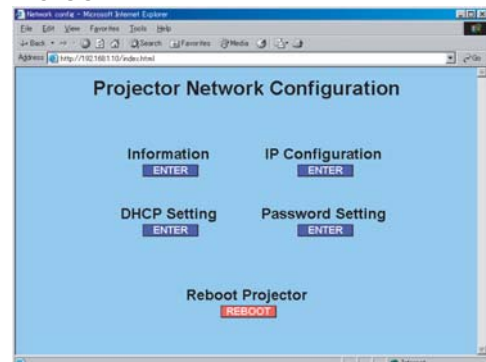 Network config - Microsoft Internet Explorer
File Edit View Favorites Tools Help
Back Search Favorites Media
Address http://192.168.1.10/index.html Go
Projector Network Configuration
Information IP Configuration
ENTER ENTER
DHCP Setting Password Setting
ENTER ENTER
Reboot Projector
REBOOT